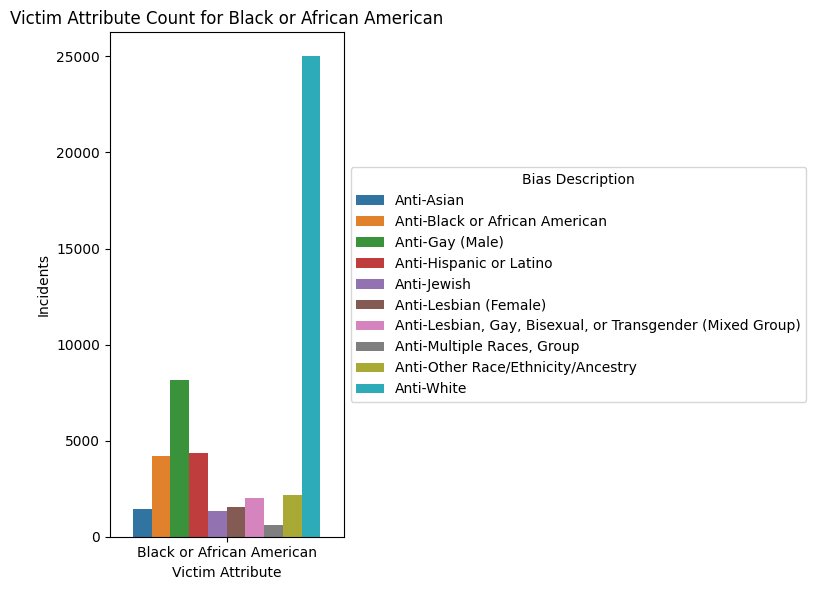 Victim Attribute Count for Black or African American
25000
20000
15000
10000
5000
0
Incidents
Black or African American
Victim Attribute
Bias Description
Anti-Asian
Anti-Black or African American
Anti-Gay (Male)
Anti-Hispanic or Latino
Anti-Jewish
Anti-Lesbian (Female)
Anti-Lesbian, Gay, Bisexual, or Transgender (Mixed Group)
Anti-Multiple Races, Group
Anti-Other Race/Ethnicity/Ancestry
Anti-White